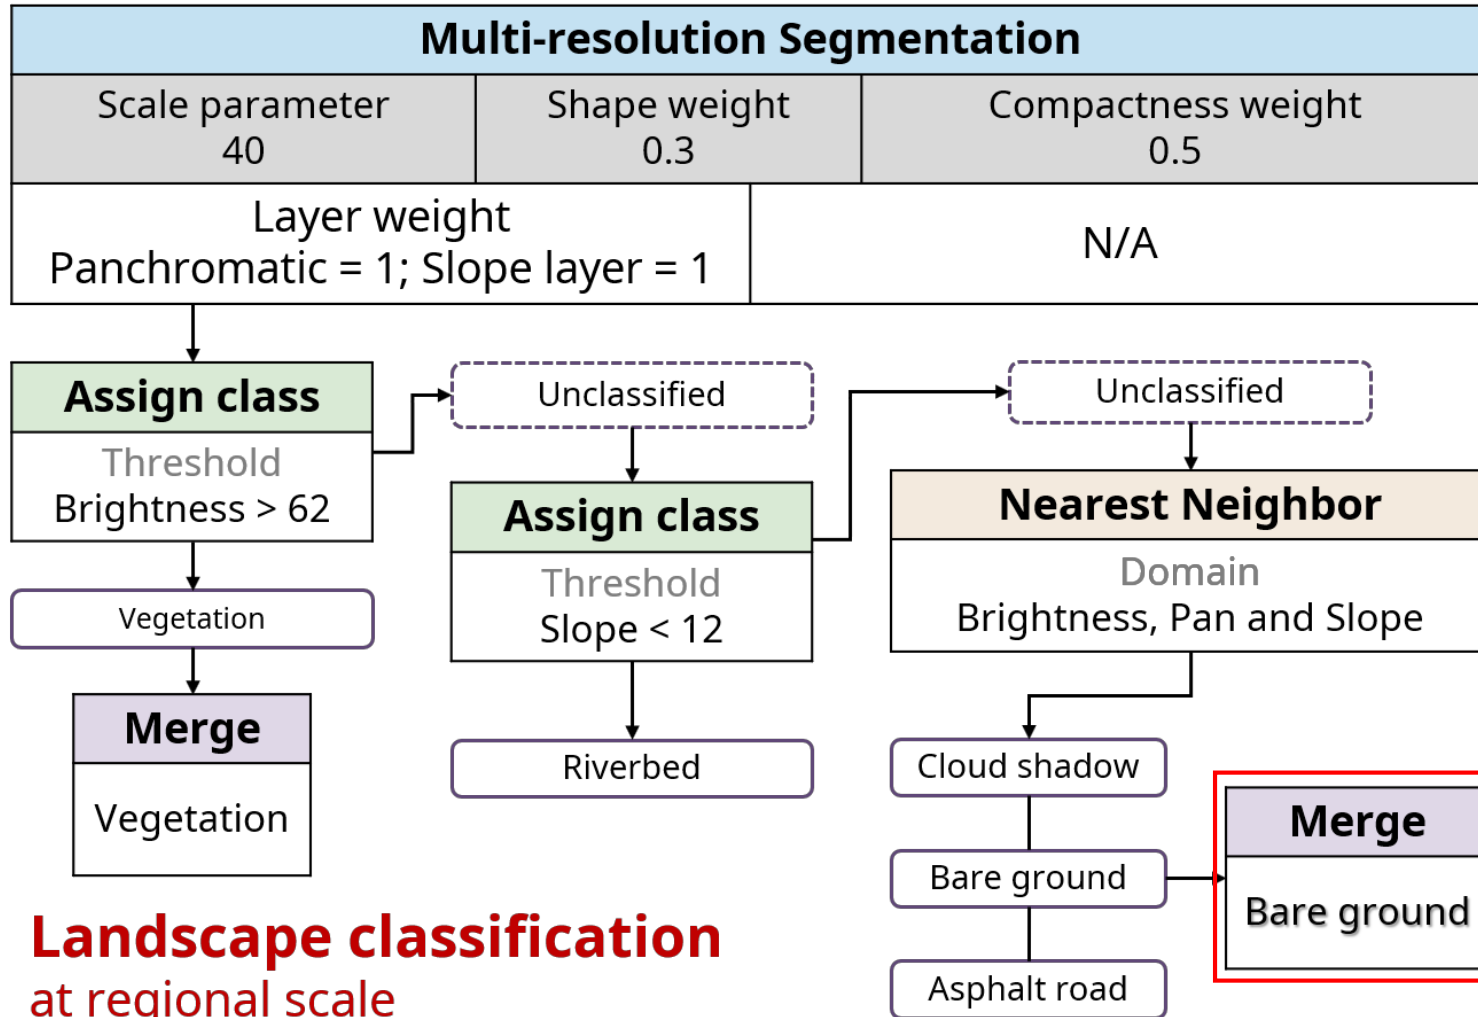 Multi-resolution Segmentation
Scale parameter
40
Shape weight
0.3
Compactness weight
0.5
Layer weight
Panchromatic = 1; Slope layer = 1
N/A
Assign class
Threshold
Brightness > 62
Vegetation
Merge
Vegetation
Unclassified
Assign class
Threshold
Slope < 12
Riverbed
Unclassified
Nearest Neighbor
Domain
Brightness, Pan and Slope
Cloud shadow
Bare ground
Asphalt road
Merge
Bare ground
Landscape classification
at regional scale